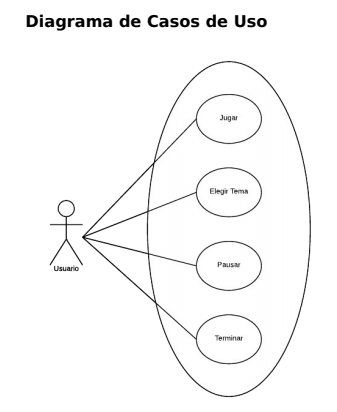 Diagrama de Casos de Uso
Jugar
Elegir Tema
Pausar
Usuario
Terminar